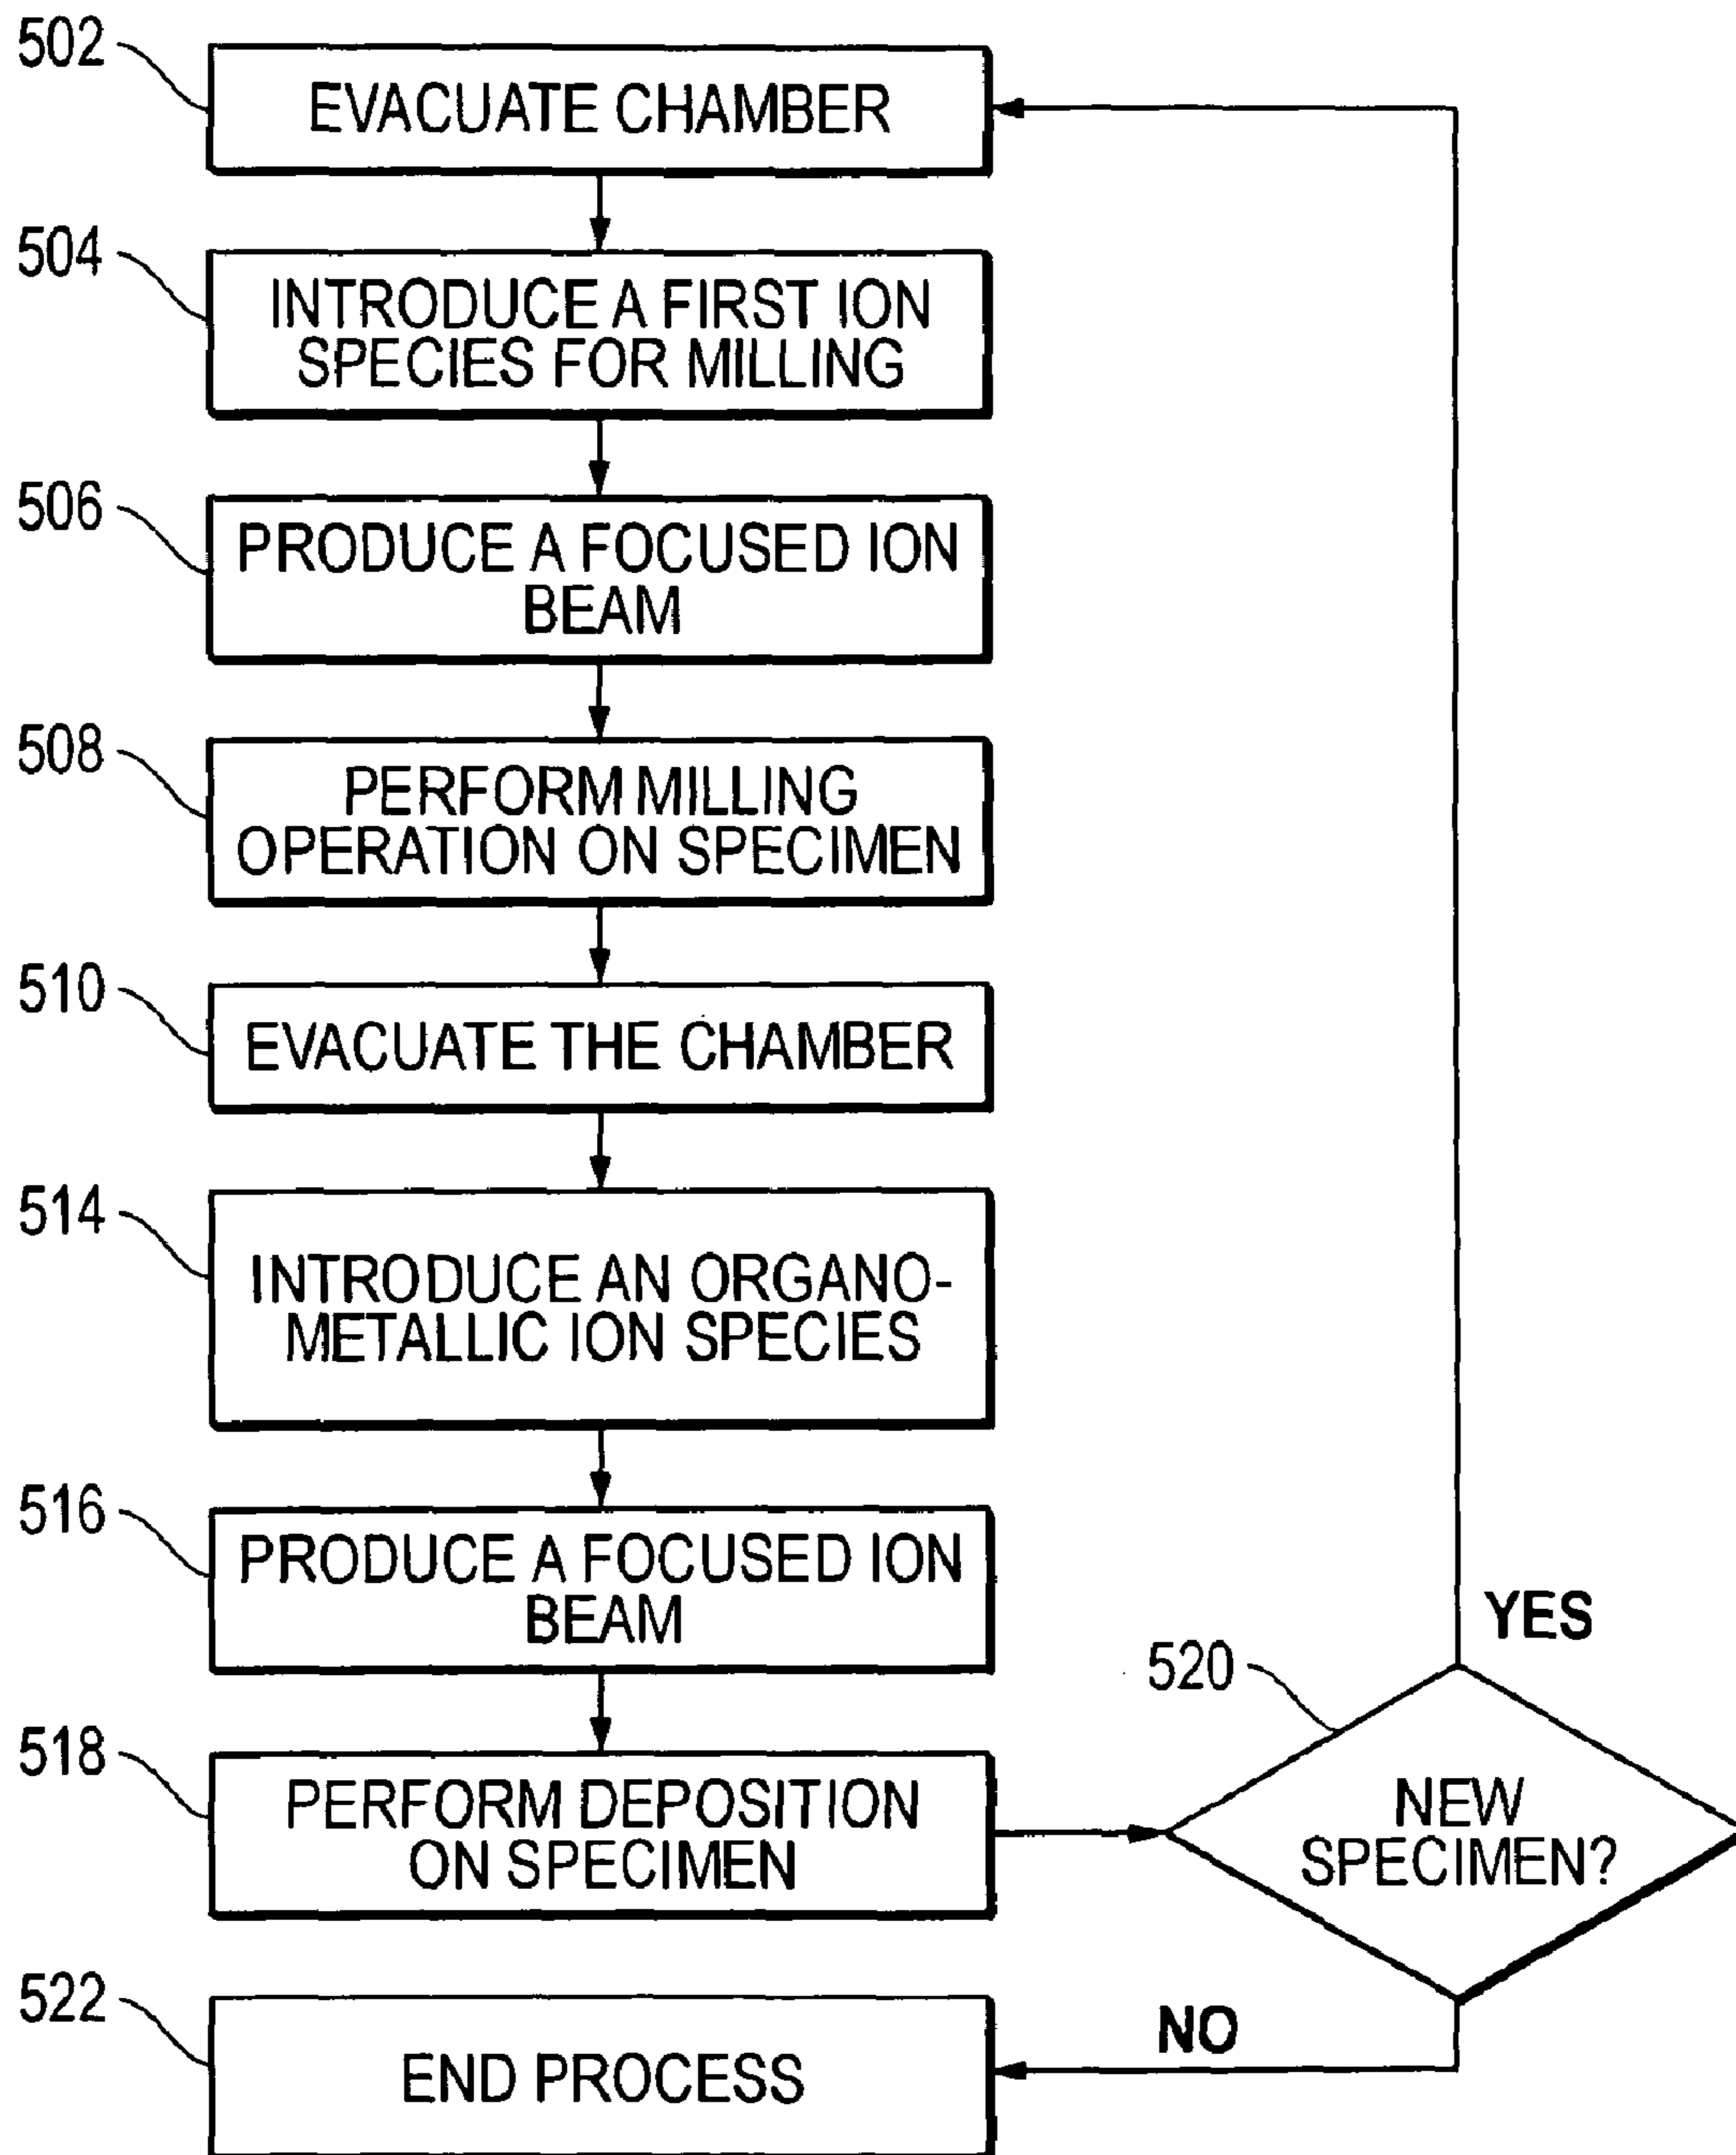 502
EVACUATE CHAMBER
504
INTRODUCE A FIRST ION
SPECIES FOR MILLING
506
PRODUCE A FOCUSED ION
BEAM
508
PERFORM MILLING
OPERATION ON SPECIMEN
510
EVACUATE THE CHAMBER
514
INTRODUCE AN ORGANO-
METALLIC ION SPECIES
516
PRODUCE A FOCUSED ION
BEAM
YES
520
518
PERFORM DEPOSITION
ON SPECIMEN
NEW
SPECIMEN?
522
END PROCESS
NO